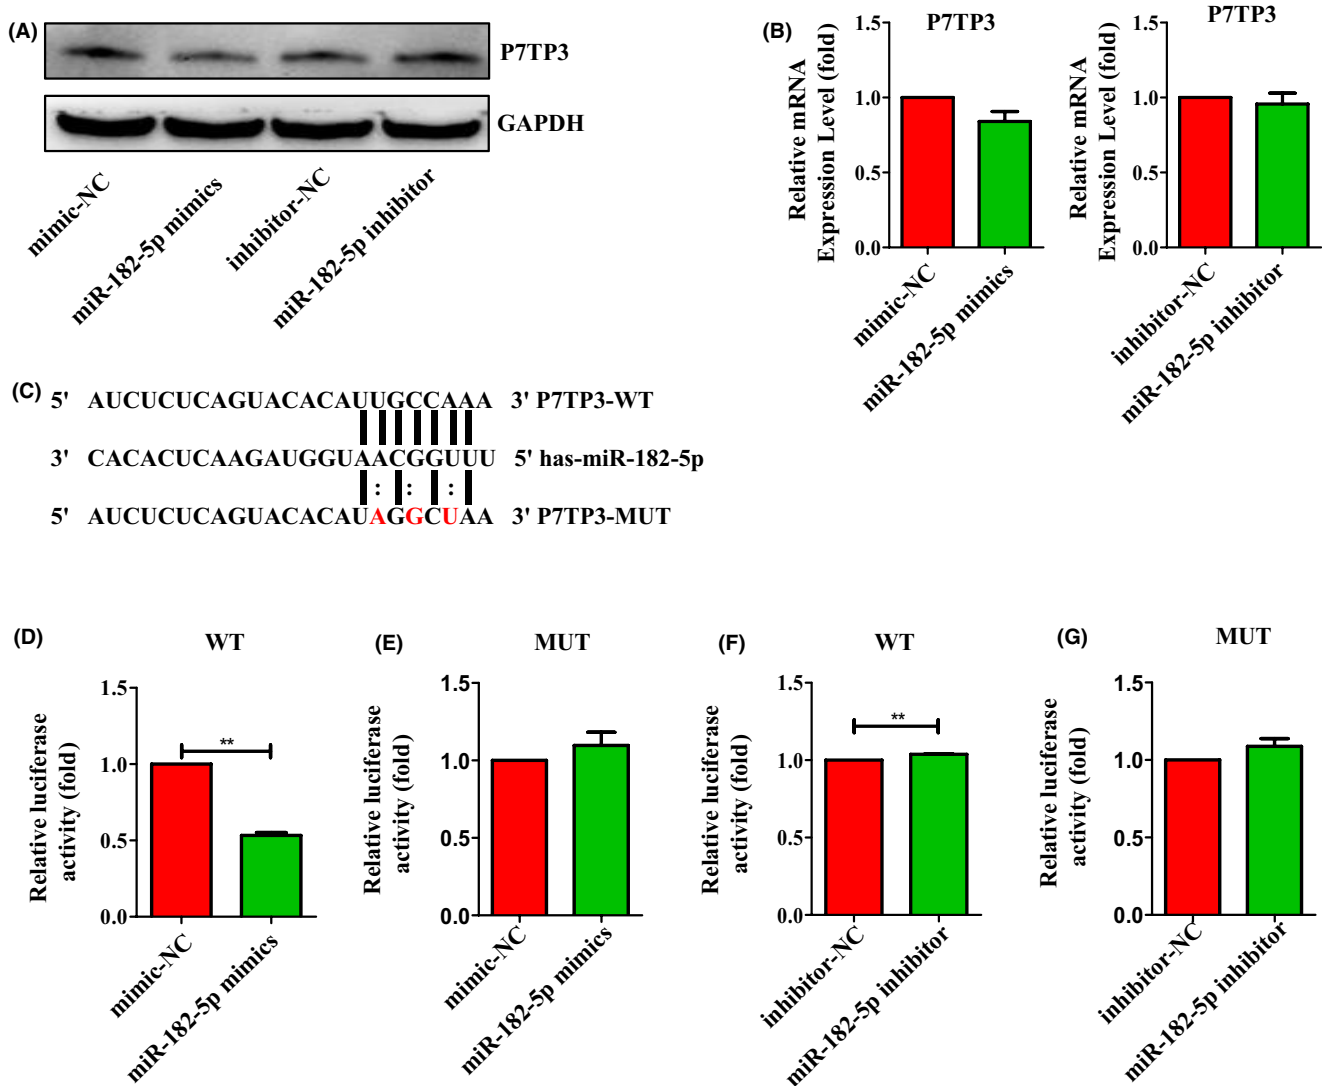 (A)
P7TP3
GAPDH
mimic-NC
miR-182-5p mimics
inhibitor-NC
miR-182-5p inhibitor
(B)
P7TP3
Relative mRNA
Expression Level (fold)
1.5
1.0
0.5
0.0
mimic-NC
miR-182-5p mimics
P7TP3
Relative mRNA
Expression Level (fold)
1.5
1.0
0.5
0.0
inhibitor-NC
miR-182-5p inhibitor
(C)
5' AUCUCUCAGUACACAUUGCCAAA 3' P7TP3-WT
3' CACACUCAAGAUGGUAACGGUUU 5' has-miR-182-5p
: : :
5' AUCUCUCAGUACACAUAGGCUAA 3' P7TP3-MUT
(D)
WT
Relative luciferase
activity (fold)
1.5
1.0
0.5
0.0
**
mimic-NC
miR-182-5p mimics
(E)
MUT
Relative luciferase
activity (fold)
1.5
1.0
0.5
0.0
mimic-NC
miR-182-5p mimics
(F)
WT
Relative luciferase
activity (fold)
1.5
1.0
0.5
0.0
**
inhibitor-NC
miR-182-5p inhibitor
(G)
MUT
Relative luciferase
activity (fold)
1.5
1.0
0.5
0.0
inhibitor-NC
miR-182-5p inhibitor